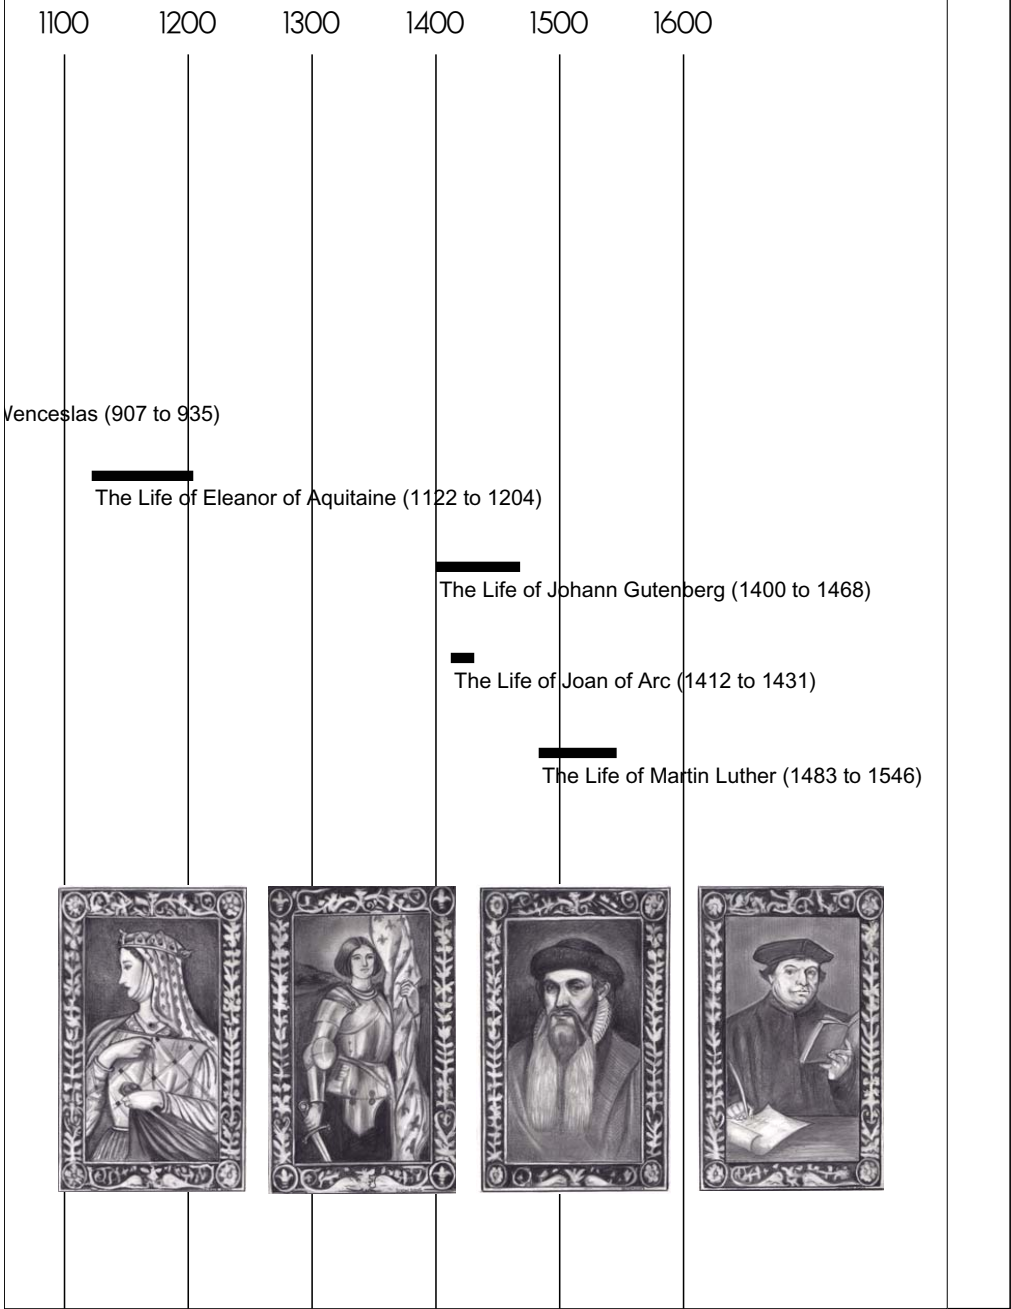 1100 1200 1300 1400 1500 1600
Wenceslas (907 to 935)
The Life of Eleanor of Aquitaine (1122 to 1204)
The Life of Johann Gutenberg (1400 to 1468)
The Life of Joan of Arc (1412 to 1431)
The Life of Martin Luther (1483 to 1546)